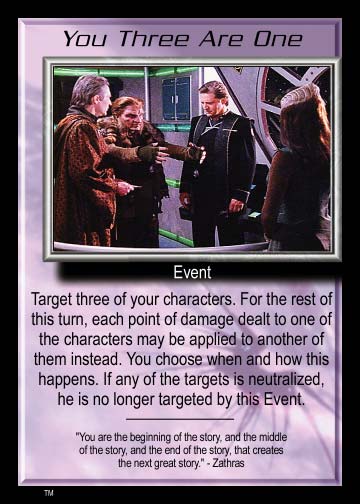 You Three Are One
Event
Target three of your characters. For the rest of
this turn, each point of damage dealt to one of
the characters may be applied to another of
them instead. You choose when and how this
happens. If any of the targets is neutralized,
he is no longer targeted by this Event.
"You are the beginning of the story, and the middle
of the story, and the end of the story, that creates
the next great story." - Zathras
TM